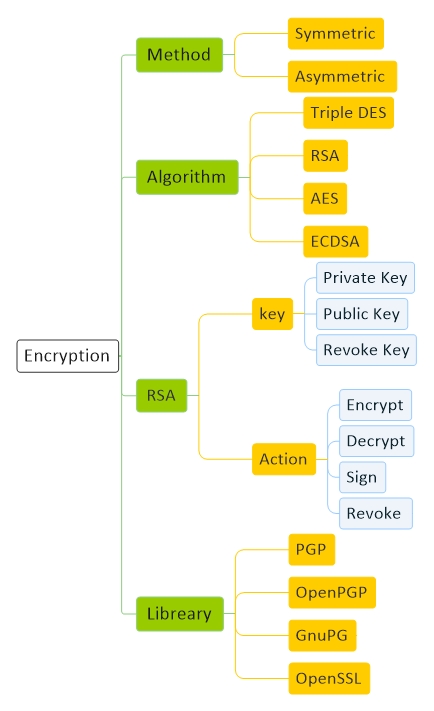 Symmetric
Method
Asymmetric
Triple DES
RSA
Algorithm
AES
ECDSA
Private Key
key
Public Key
Revoke Key
Encryption
RSA
Encrypt
Decrypt
Action
Sign
Revoke
PGP
OpenPGP
Libreary
GnuPG
OpenSSL